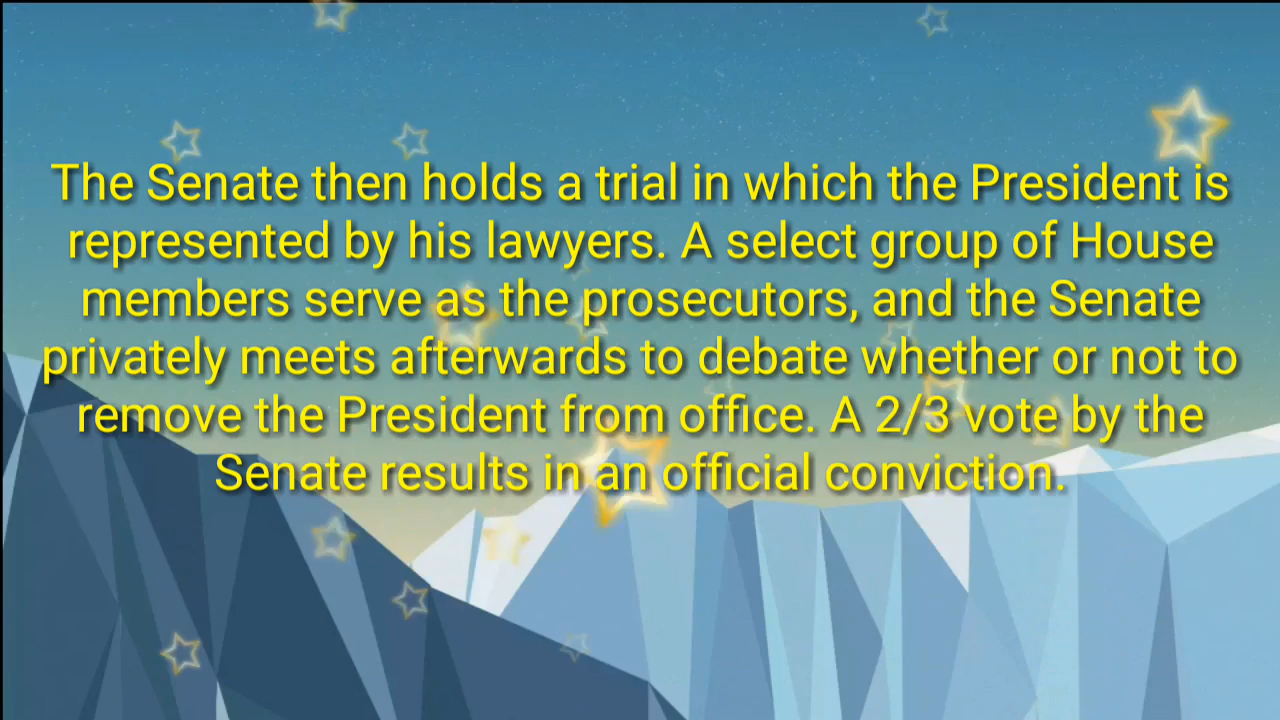 The Senate then holds a trial in which the President is
represented by his lawyers. A select group of House
members serve as the prosecutors, and the Senate
privately meets afterwards to debate whether or not to
remove the President from office. A 2/3 vote by the
Senate results in an official conviction.